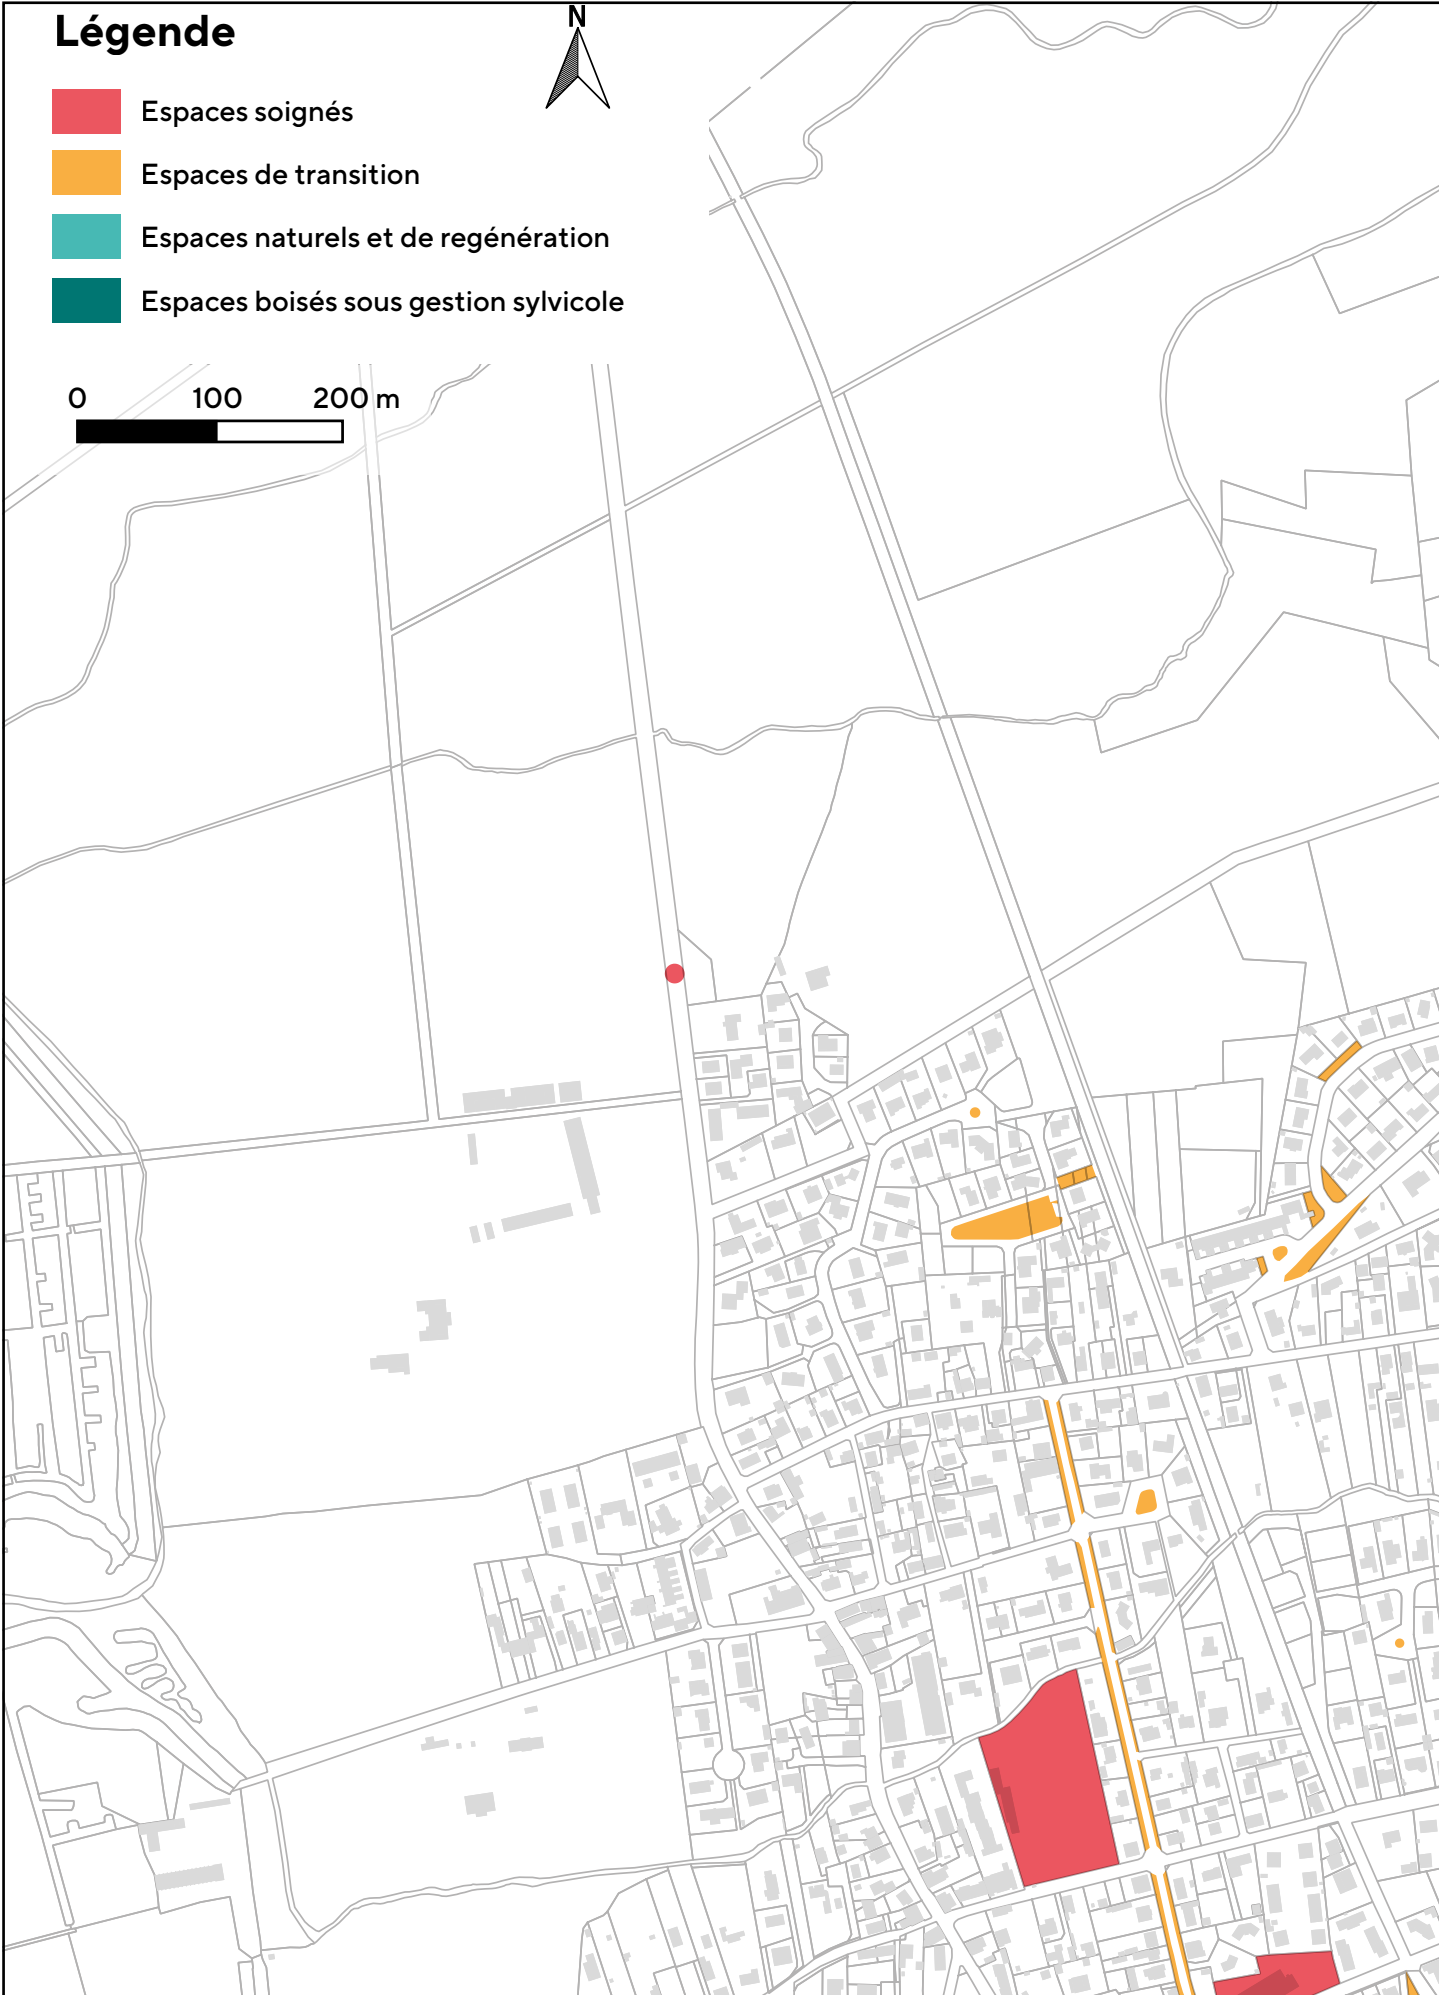 Légende
N
Espaces soignés
Espaces de transition
Espaces naturels et de regénération
Espaces boisés sous gestion sylvicole
0 100 200 m